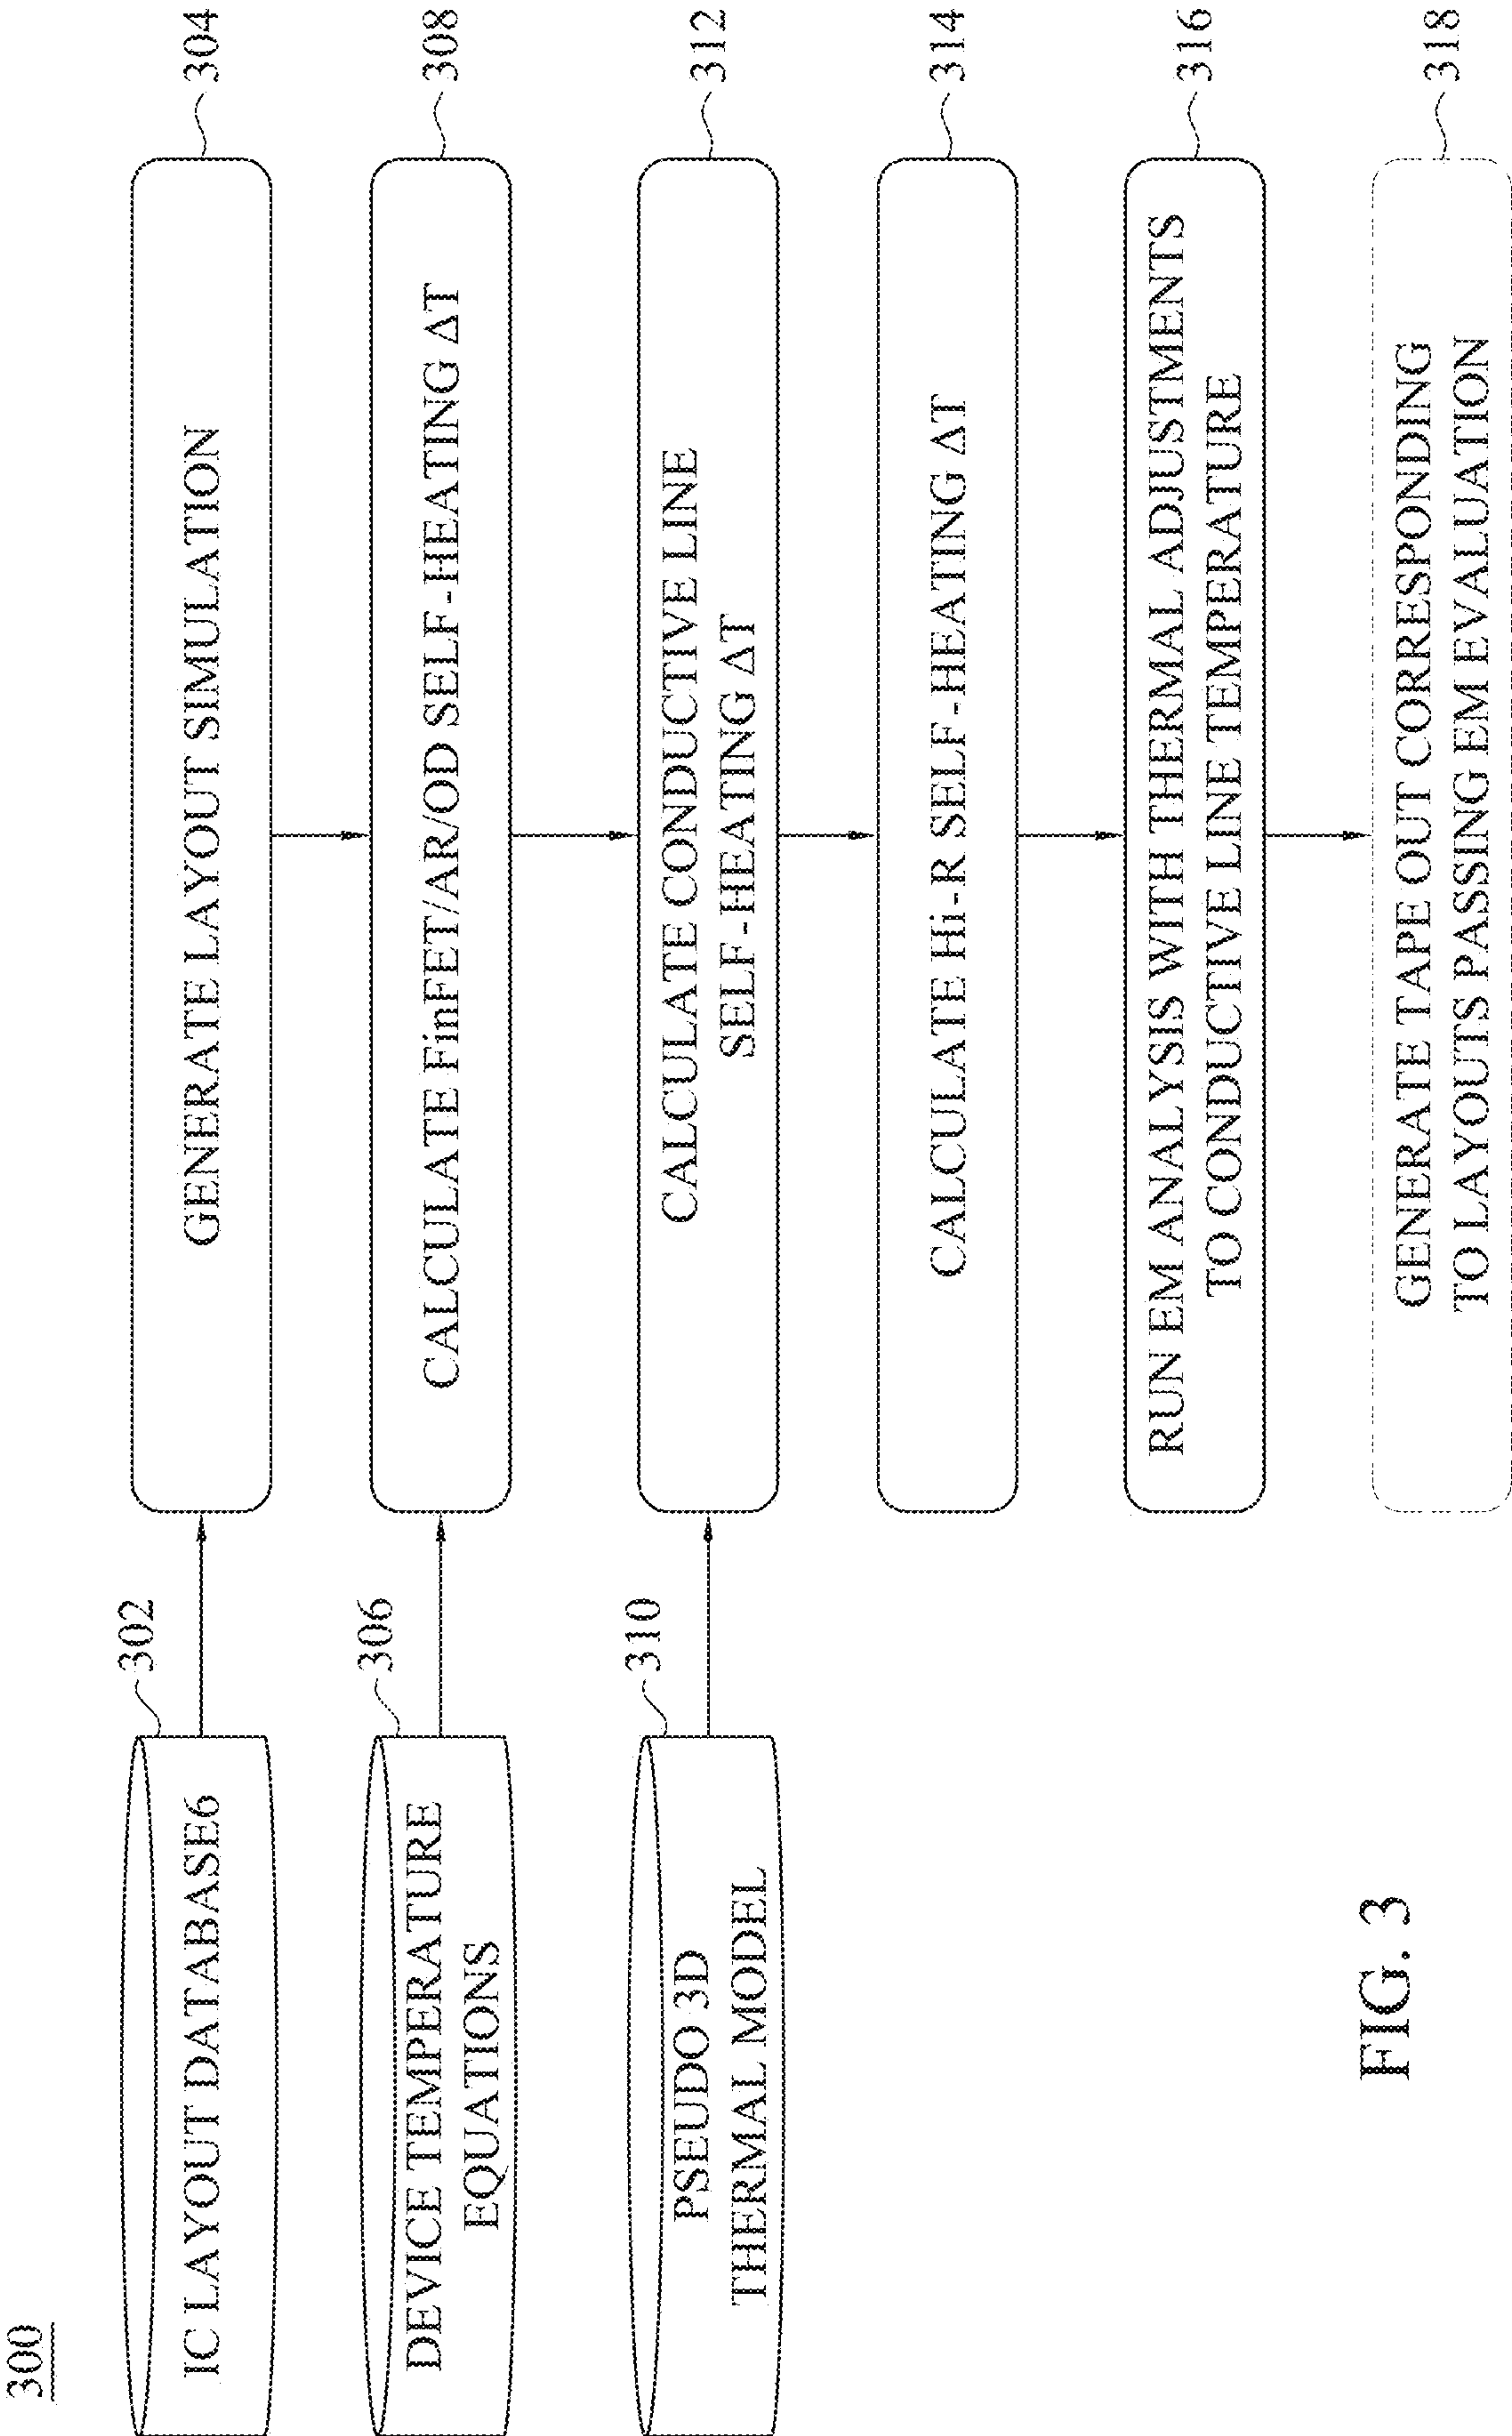 300
302
IC LAYOUT DATABASE6
304
GENERATE LAYOUT SIMULATION
306
DEVICE TEMPERATURE
EQUATIONS
308
CALCULATE FinFET/AR/OD SELF-HEATING ΔT
310
PSEUDO 3D
THERMAL MODEL
312
CALCULATE CONDUCTIVE LINE
SELF-HEATING ΔT
314
CALCULATE Hi-R SELF-HEATING ΔT
316
RUN EM ANALYSIS WITH THERMAL ADJUSTMENTS
TO CONDUCTIVE LINE TEMPERATURE
318
GENERATE TAPE OUT CORRESPONDING
TO LAYOUTS PASSING EM EVALUATION
FIG. 3